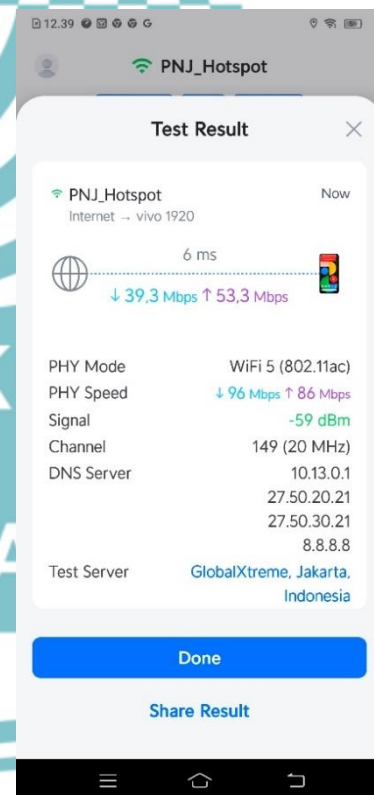 12.39
PNJ_Hotspot
Test Result
PNJ_Hotspot Now
Internet → vivo 1920
6 ms
↓ 39,3 Mbps ↑ 53,3 Mbps
PHY Mode WiFi 5 (802.11ac)
PHY Speed ↓ 96 Mbps ↑ 86 Mbps
Signal -59 dBm
Channel 149 (20 MHz)
DNS Server 10.13.0.1
27.50.20.21
27.50.30.21
8.8.8.8
Test Server GlobalXtreme, Jakarta,
Indonesia
Done
Share Result